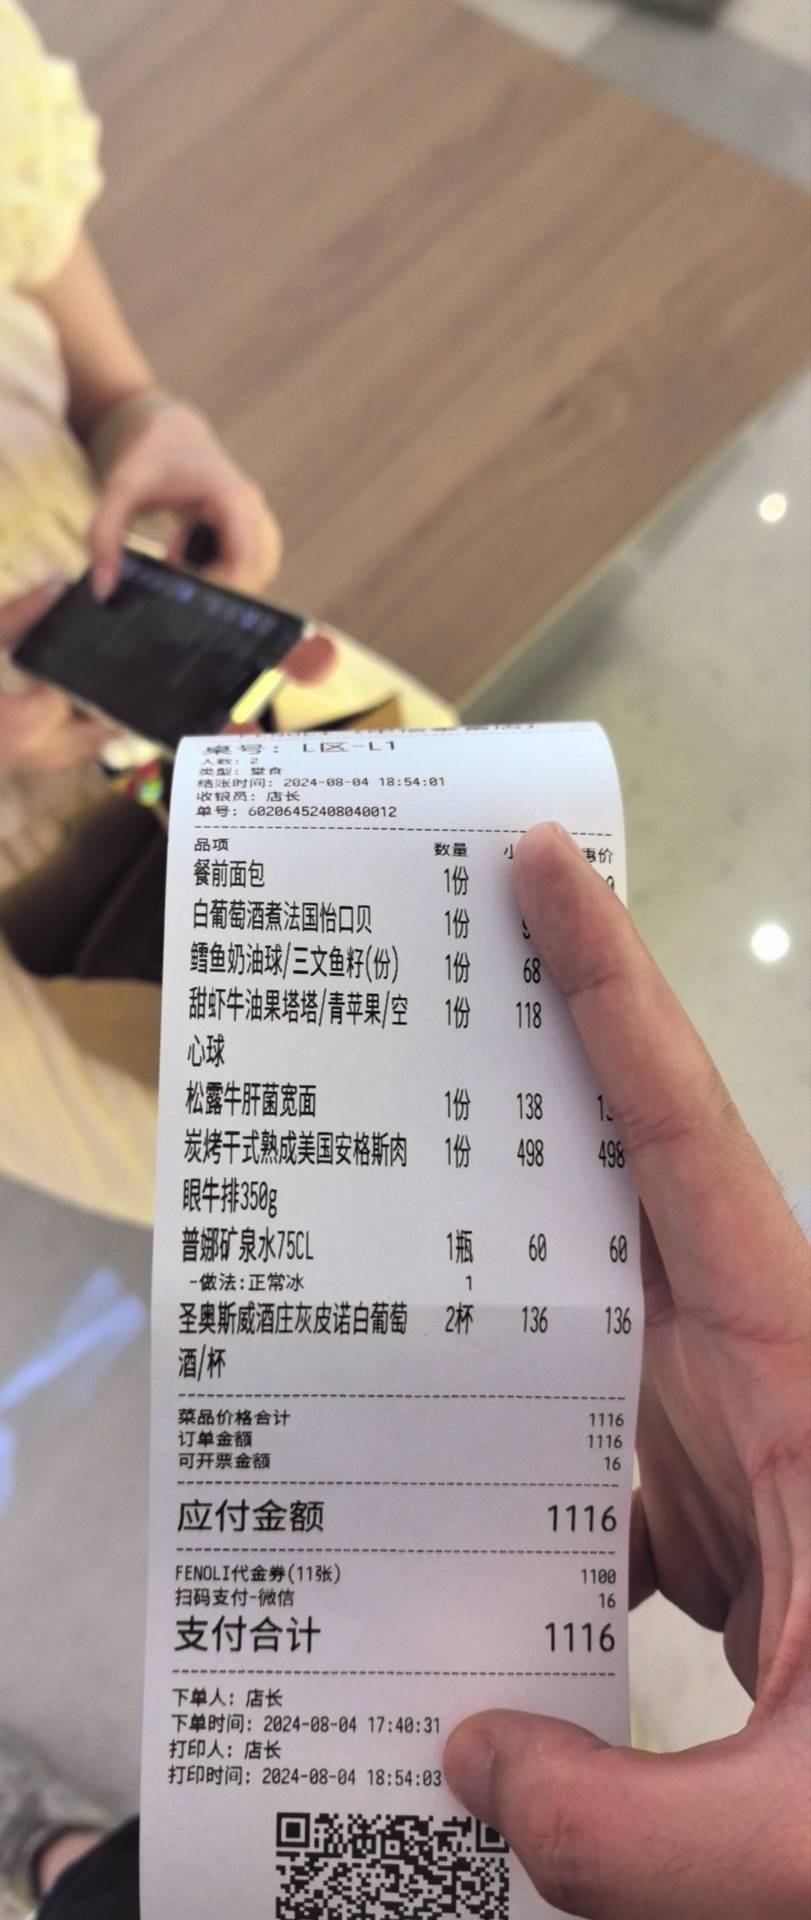 桌号: L区-L1
人数: 2
类型: 堂食
结账时间: 2024-08-04 18:54:01
收银员: 店长
单号: 60206452408040012
品项 数量 小 惠价
餐前面包 1份
白葡萄酒煮法国怡口贝 1份
鳕鱼奶油球/三文鱼籽(份) 1份 68
甜虾牛油果塔塔/青苹果/空 1份 118
心球
松露牛肝菌宽面 1份 138
炭烤干式熟成美国安格斯肉 1份 498 498
眼牛排350g
普娜矿泉水75CL 1瓶 60 60
-做法:正常冰 1
圣奥斯威酒庄灰皮诺白葡萄 2杯 136 136
酒/杯
菜品价格合计 1116
订单金额 1116
可开票金额 16
应付金额 1116
FENOLI代金券(11张) 1100
扫码支付-微信 16
支付合计 1116
下单人: 店长
下单时间: 2024-08-04 17:40:31
打印人: 店长
打印时间: 2024-08-04 18:54:03